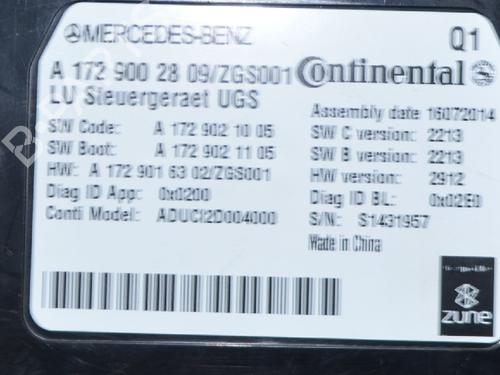 MERCEDES-BENZ Q1
A 172 900 28 09/ZGS001 Continental
LU Steuergeraet UGS
Assembly date 16072014
SW Code: A 172 902 10 05
SW C version: 2213
SW Boot: A 172 902 11 05
SW B version: 2213
HW: A 172 901 63 02/ZGS001
HW version: 2912
Diag ID App: 0x0200
Diag ID BL: 0x02E0
Conti Model: ADUCI2D004000
S/N: S1431957
Made in China
zune